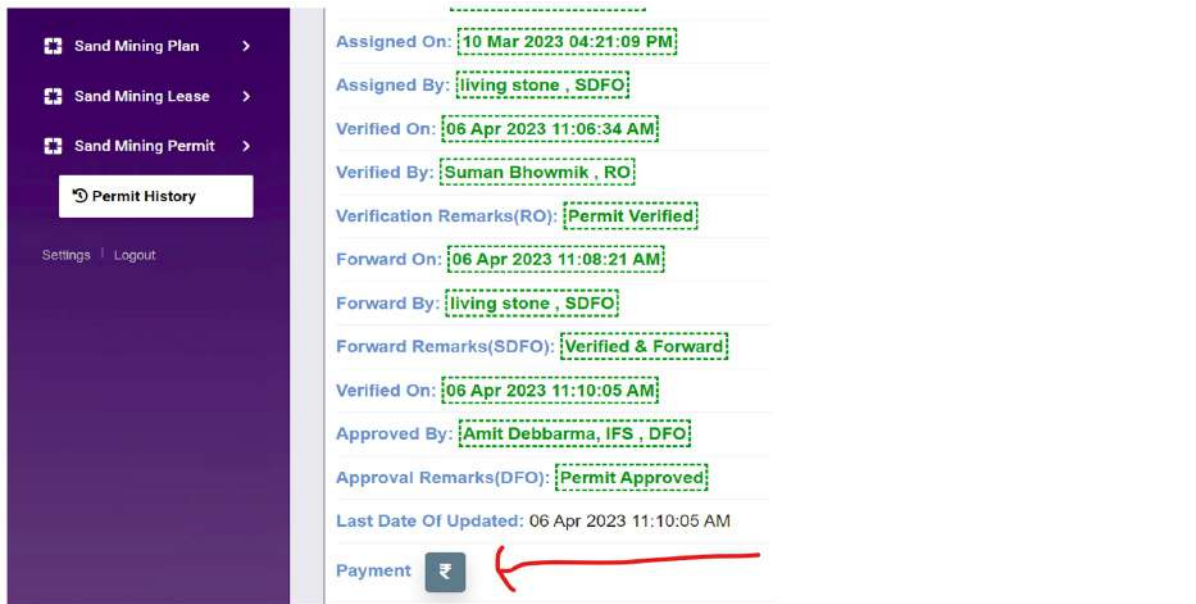 Sand Mining Plan
Sand Mining Lease
Sand Mining Permit
Permit History
Settings | Logout
Assigned On: 10 Mar 2023 04:21:09 PM
Assigned By: living stone , SDFO
Verified On: 06 Apr 2023 11:06:34 AM
Verified By: Suman Bhowmik , RO
Verification Remarks(RO): Permit Verified
Forward On: 06 Apr 2023 11:08:21 AM
Forward By: living stone , SDFO
Forward Remarks(SDFO): Verified & Forward
Verified On: 06 Apr 2023 11:10:05 AM
Approved By: Amit Debbarma, IFS , DFO
Approval Remarks(DFO): Permit Approved
Last Date Of Updated: 06 Apr 2023 11:10:05 AM
Payment ₹